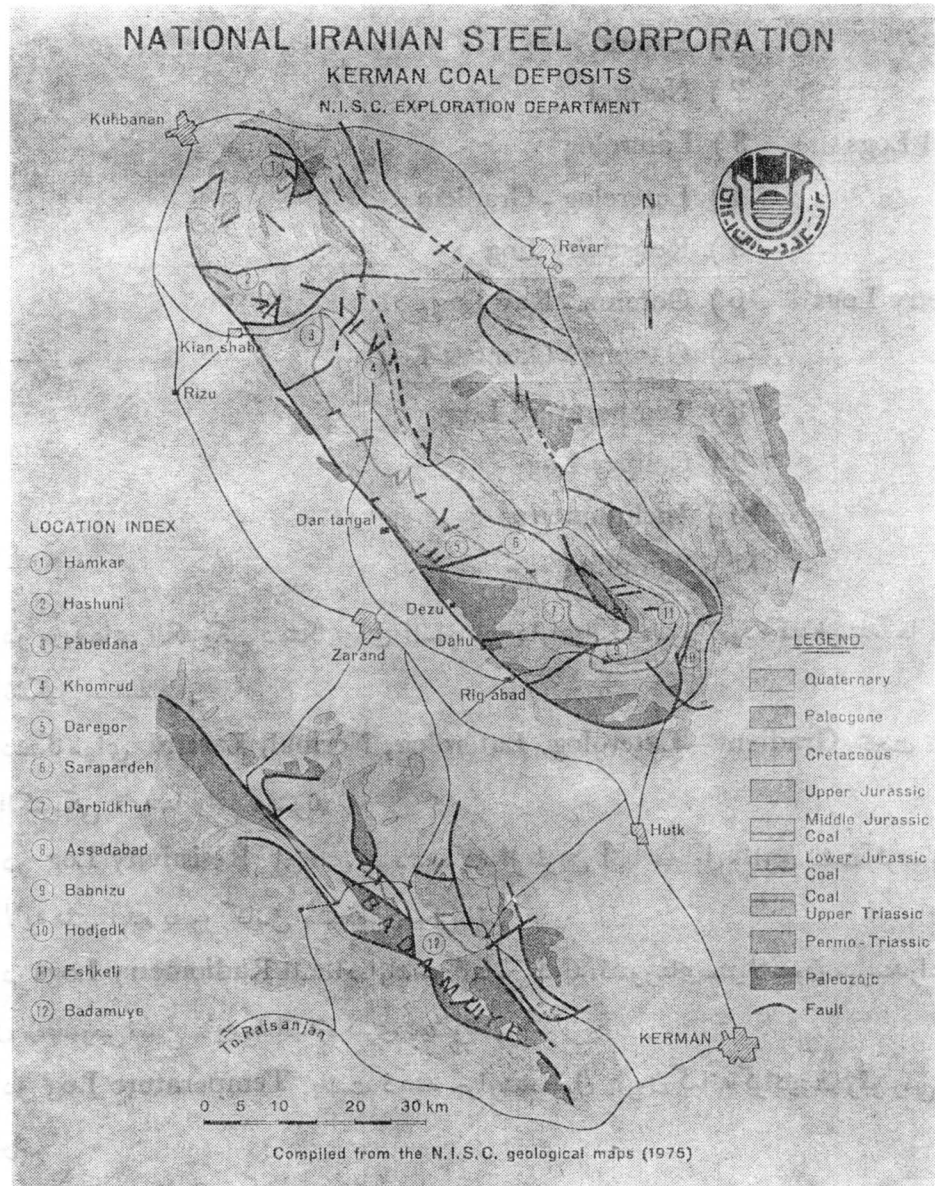 NATIONAL IRANIAN STEEL CORPORATION
KERMAN COAL DEPOSITS
N.I.S.C. EXPLORATION DEPARTMENT
Kuhbanan
N
Ravar
Kian shah
Rizu
Dar tangal
Dezu
Dahu
Zarand
Rig abad
Hutk
BADAMUYE
KERMAN
To Rafsanjan
LOCATION INDEX
1 Hamkar
2 Hashuni
3 Pabedana
4 Khomrud
5 Daregor
6 Sarapardeh
7 Darbidkhun
8 Assadabad
9 Babnizu
10 Hodjedk
11 Eshkeli
12 Badamuye
LEGEND
Quaternary
Paleogene
Cretaceous
Upper Jurassic
Middle Jurassic
Coal
Lower Jurassic
Coal
Coal
Upper Triassic
Permo-Triassic
Paleozoic
Fault
0 5 10 20 30 km
Compiled from the N.I.S.C. geological maps (1975)